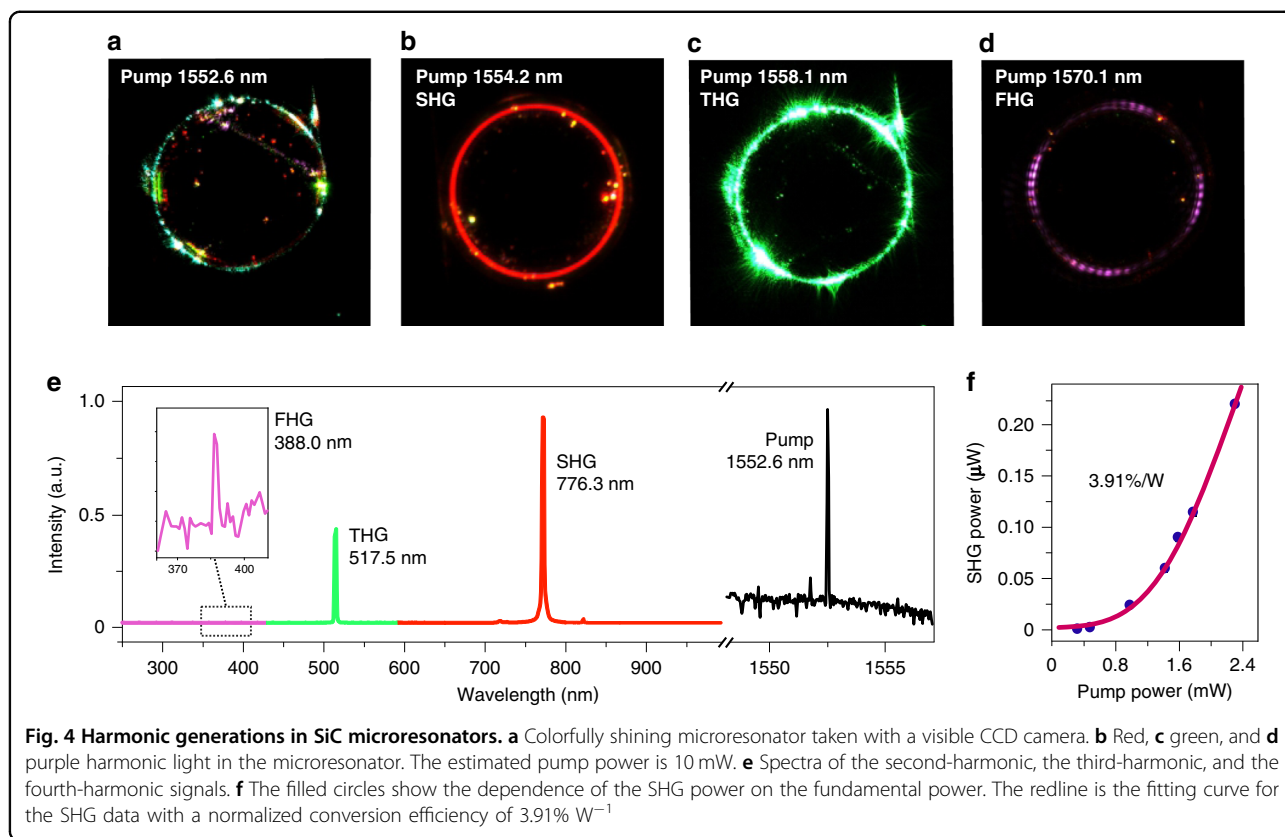 a
b
c
d
Pump 1552.6 nm
Pump 1554.2 nm
SHG
Pump 1558.1 nm
THG
Pump 1570.1 nm
FHG
e
f
1.0
0.5
0
Intensity (a.u.)
FHG
388.0 nm
370
400
THG
517.5 nm
SHG
776.3 nm
Pump
1552.6 nm
300
400
500
600
700
800
900
1550
1555
Wavelength (nm)
0.20
0.15
0.10
0.05
0
SHG power (μW)
3.91%/W
0
0.8
1.6
2.4
Pump power (mW)
Fig. 4 Harmonic generations in SiC microresonators. a Colorfully shining microresonator taken with a visible CCD camera. b Red, c green, and d
purple harmonic light in the microresonator. The estimated pump power is 10 mW. e Spectra of the second-harmonic, the third-harmonic, and the
fourth-harmonic signals. f The filled circles show the dependence of the SHG power on the fundamental power. The redline is the fitting curve for
the SHG data with a normalized conversion efficiency of 3.91% W⁻¹